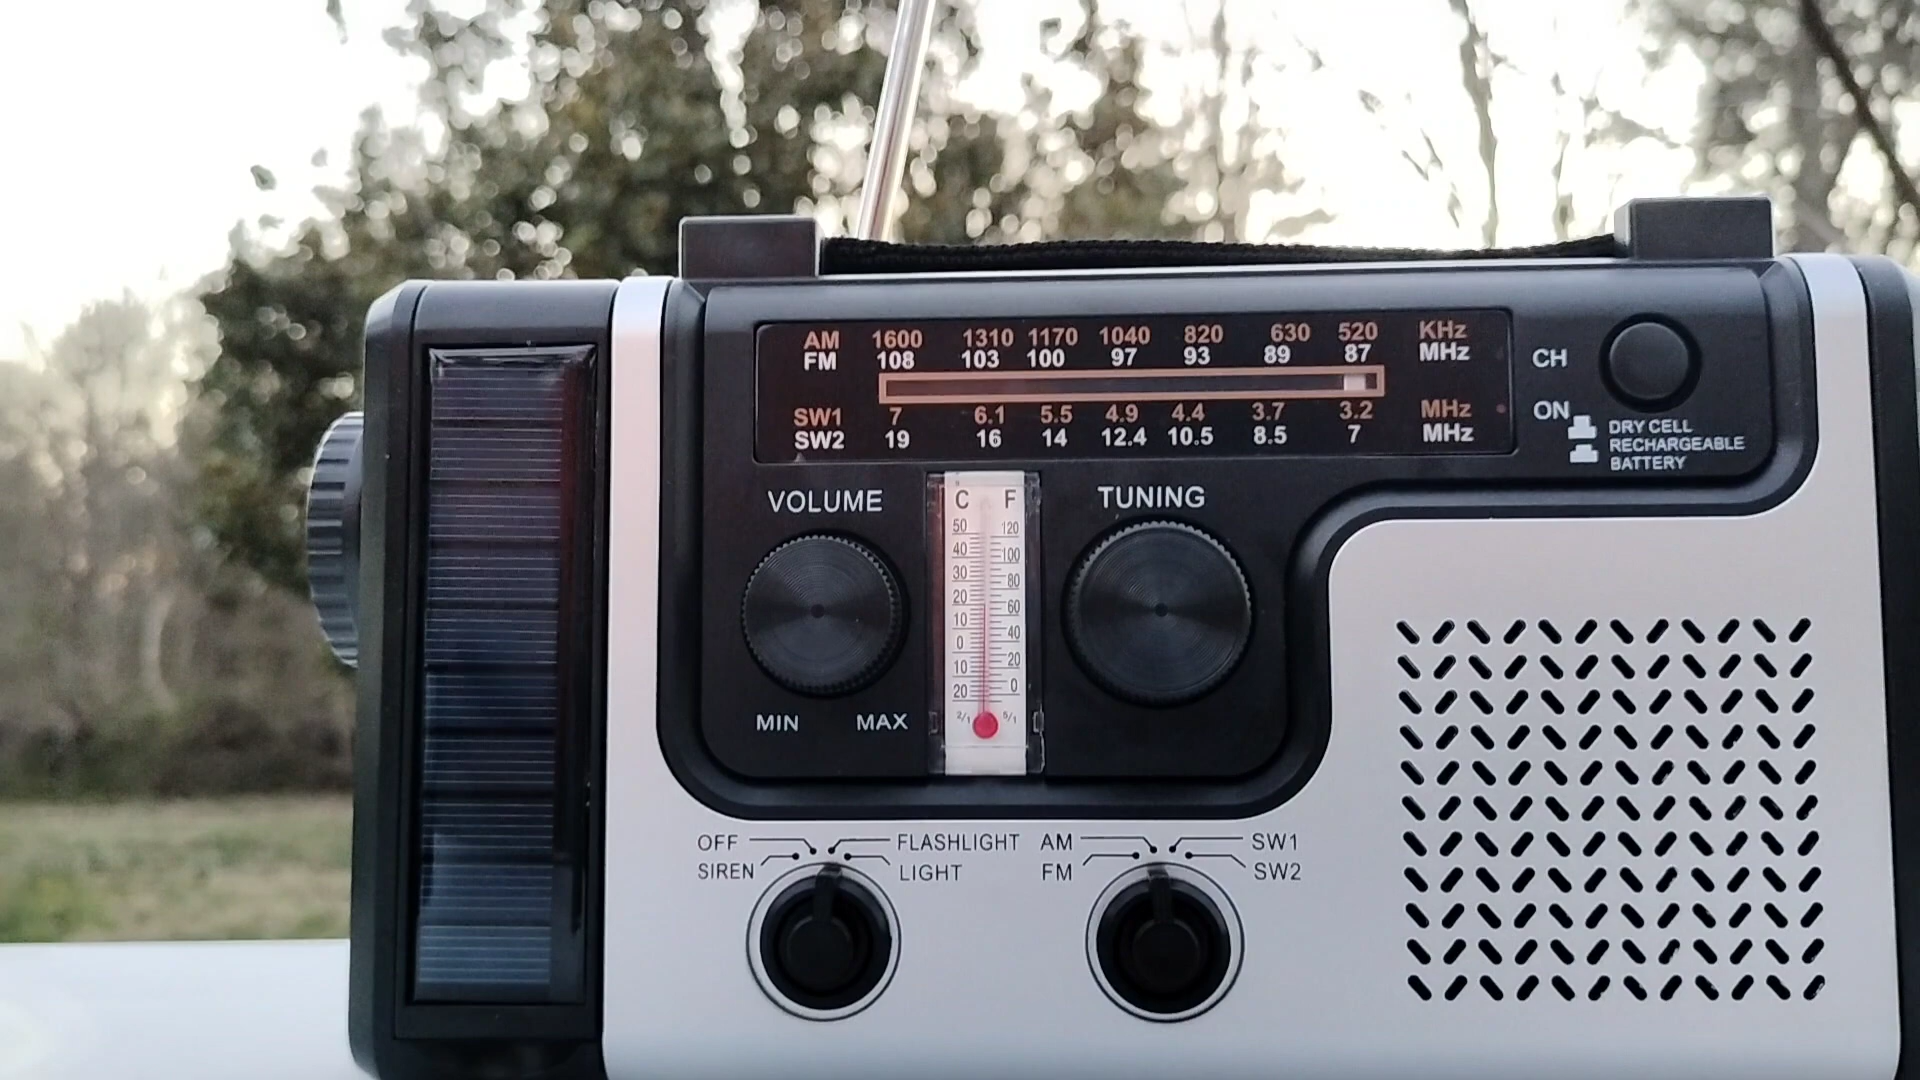 AM 1600 1310 1170 1040 820 630 520 KHz
FM 108 103 100 97 93 89 87 MHz
SW1 7 6.1 5.5 4.9 4.4 3.7 3.2 MHz
SW2 19 16 14 12.4 10.5 8.5 7 MHz
CH
ON
DRY CELL
RECHARGEABLE
BATTERY
VOLUME
MIN MAX
C F
50 120
40 100
30 80
20 60
10 40
0 20
10 0
20
2/1 5/1
TUNING
OFF FLASHLIGHT
SIREN LIGHT
AM SW1
FM SW2